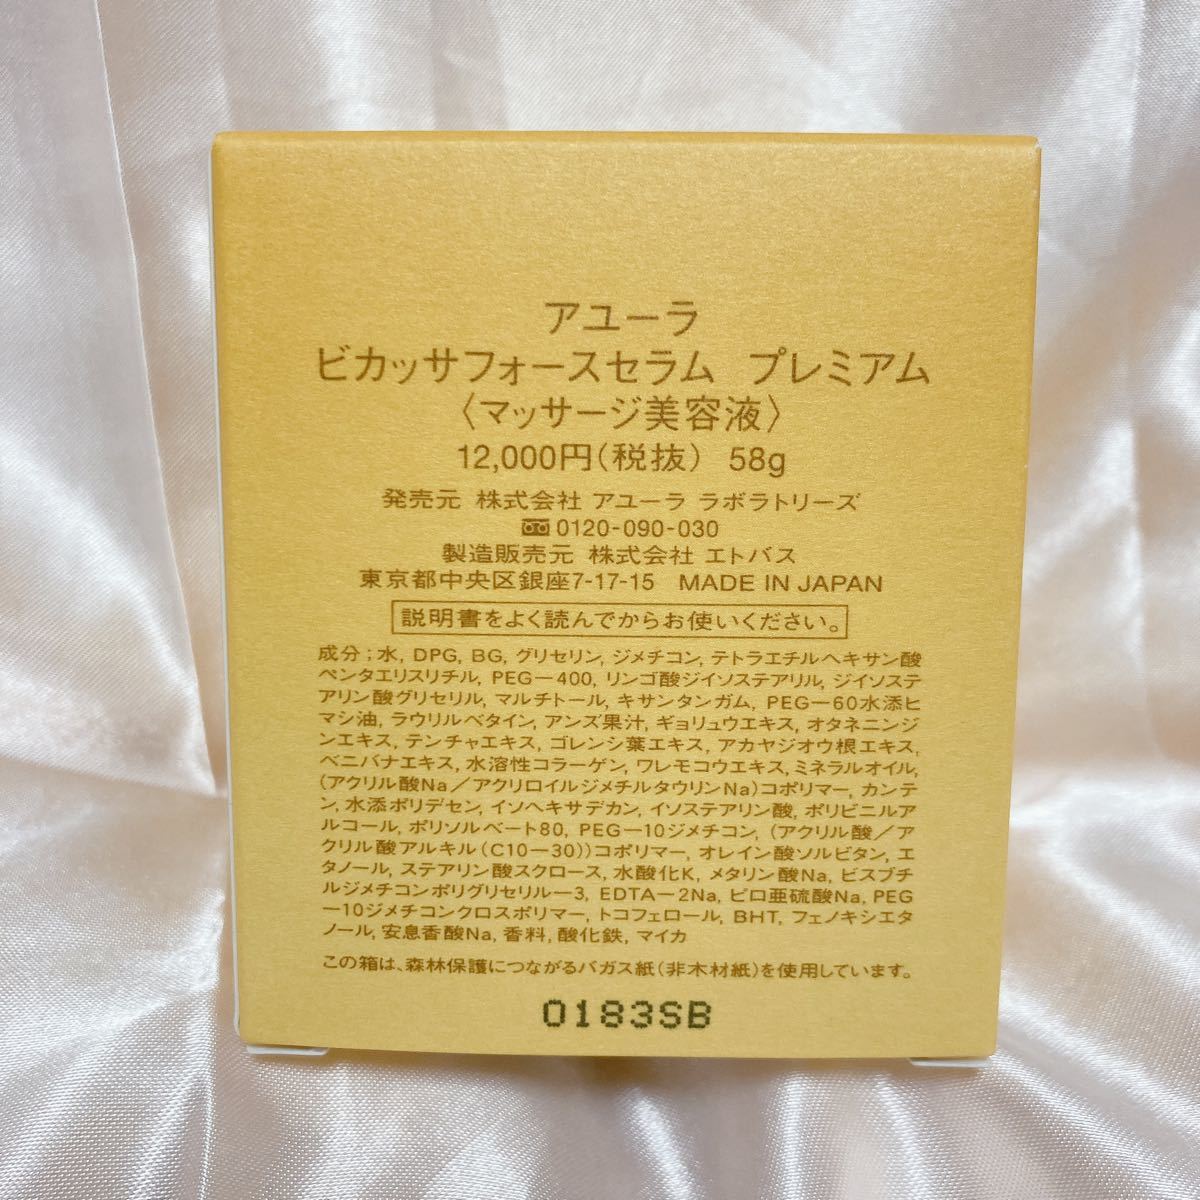 アユーラ
ビカッサフォースセラム プレミアム
〈マッサージ美容液〉
12,000円(税抜) 58g
発売元 株式会社 アユーラ ラボラトリーズ
0120-090-030
製造販売元 株式会社 エトバス
東京都中央区銀座7-17-15 MADE IN JAPAN
説明書をよく読んでからお使いください。
成分；水, DPG, BG, グリセリン, ジメチコン, テトラエチルヘキサン酸
ペンタエリスリチル, PEG－400, リンゴ酸ジイソステアリル, ジイソステ
アリン酸グリセリル, マルチトール, キサンタンガム, PEG－60水添ヒ
マシ油, ラウリルベタイン, アンズ果汁, ギョリュウエキス, オタネニンジ
ンエキス, テンチャエキス, ゴレンシ葉エキス, アカヤジオウ根エキス,
ベニバナエキス, 水溶性コラーゲン, ワレモコウエキス, ミネラルオイル,
(アクリル酸Na／アクリロイルジメチルタウリンNa)コポリマー, カンテ
ン, 水添ポリデセン, イソヘキサデカン, イソステアリン酸, ポリビニルア
ルコール, ポリソルベート80, PEG－10ジメチコン, (アクリル酸／ア
クリル酸アルキル(C10－30))コポリマー, オレイン酸ソルビタン, エ
タノール, ステアリン酸スクロース, 水酸化K, メタリン酸Na, ビスブチ
ルジメチコンポリグリセリル－3, EDTA－2Na, ピロ亜硫酸Na, PEG
－10ジメチコンクロスポリマー, トコフェロール, BHT, フェノキシエタ
ノール, 安息香酸Na, 香料, 酸化鉄, マイカ
この箱は、森林保護につながるバガス紙(非木材紙)を使用しています。
0183SB